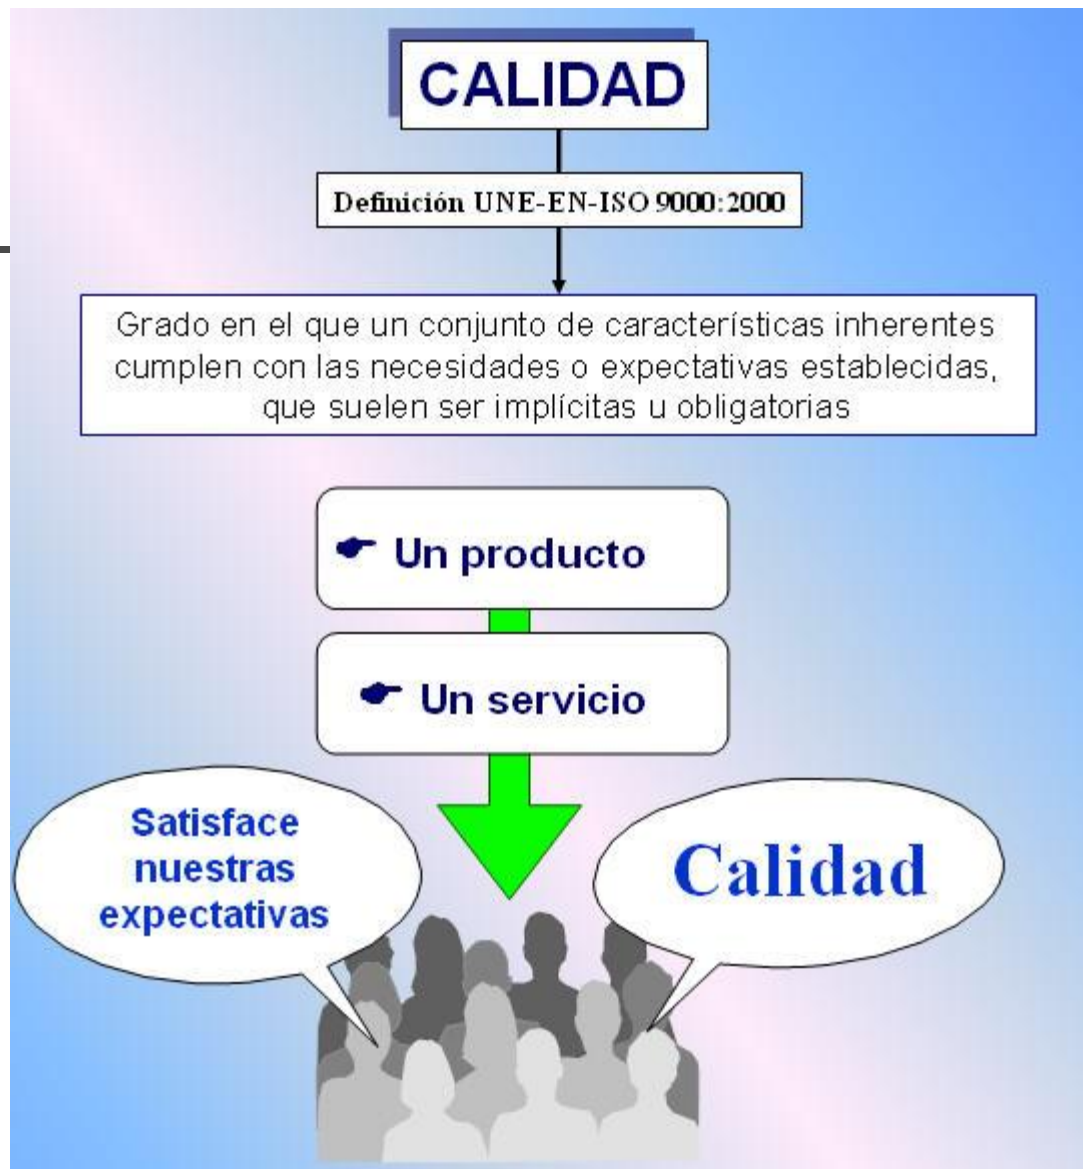 CALIDAD
Definición UNE-EN-ISO 9000:2000
Grado en el que un conjunto de características inherentes
cumplen con las necesidades o expectativas establecidas,
que suelen ser implícitas u obligatorias
Un producto
Un servicio
Satisface
nuestras
expectativas
Calidad